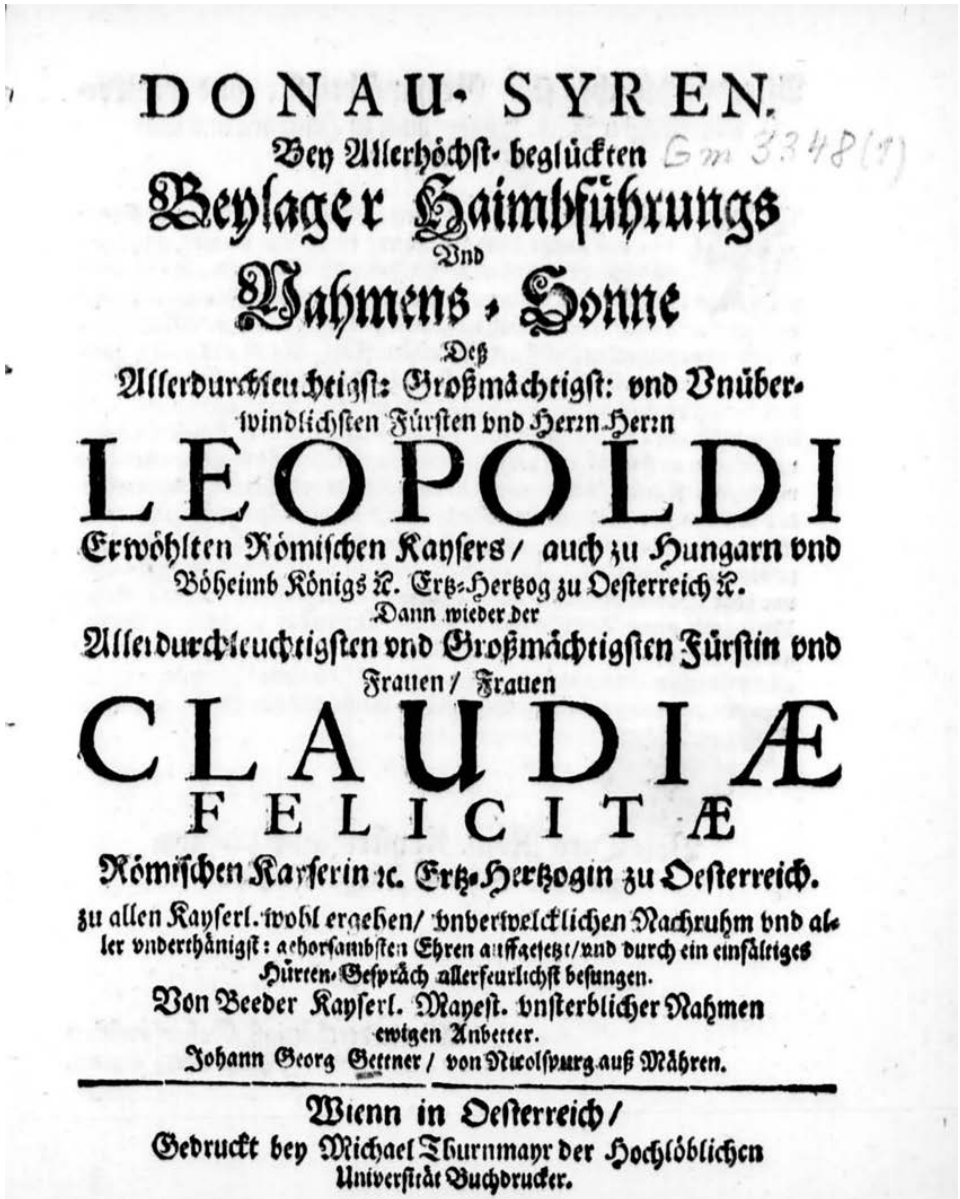 DONAU-SYREN.
Bey Allerhöchst-beglückten Gm 3348(1)
Beylager Haimbführungs
Vnd
Nahmens-Sonne
Deß
Allerdurchleuchtigst: Großmächtigst: vnd Vnüber-
windlichsten Fürsten vnd Herrn Herrn
LEOPOLDI
Erwöhlten Römischen Kaysers/ auch zu Hungarn vnd
Böheimb Königs ꝛc. Ertz-Hertzog zu Oesterreich ꝛc.
Dann wieder der
Allerdurchleuchtigsten vnd Großmächtigsten Fürstin vnd
Frauen/ Frauen
CLAUDIÆ
FELICITÆ
Römischen Kayserin ꝛc. Ertz-Hertzogin zu Oesterreich.
zu allen Kayserl. wohl ergehen/ vnverwelcklichen Nachruhm vnd al-
ler vnderthänigst: gehorsambsten Ehren auffgesetzt/ vnd durch ein einfältiges
Hürten-Gespräch allerfeurlichst besungen.
Von Beeder Kayserl. Mayest. vnsterblicher Nahmen
ewigen Anbetter.
Johann Georg Gettner/ von Nicolspurg auß Mähren.
Wienn in Oesterreich/
Gedruckt bey Michael Thurnmayr der Hochlöblichen
Universität Buchdrucker.